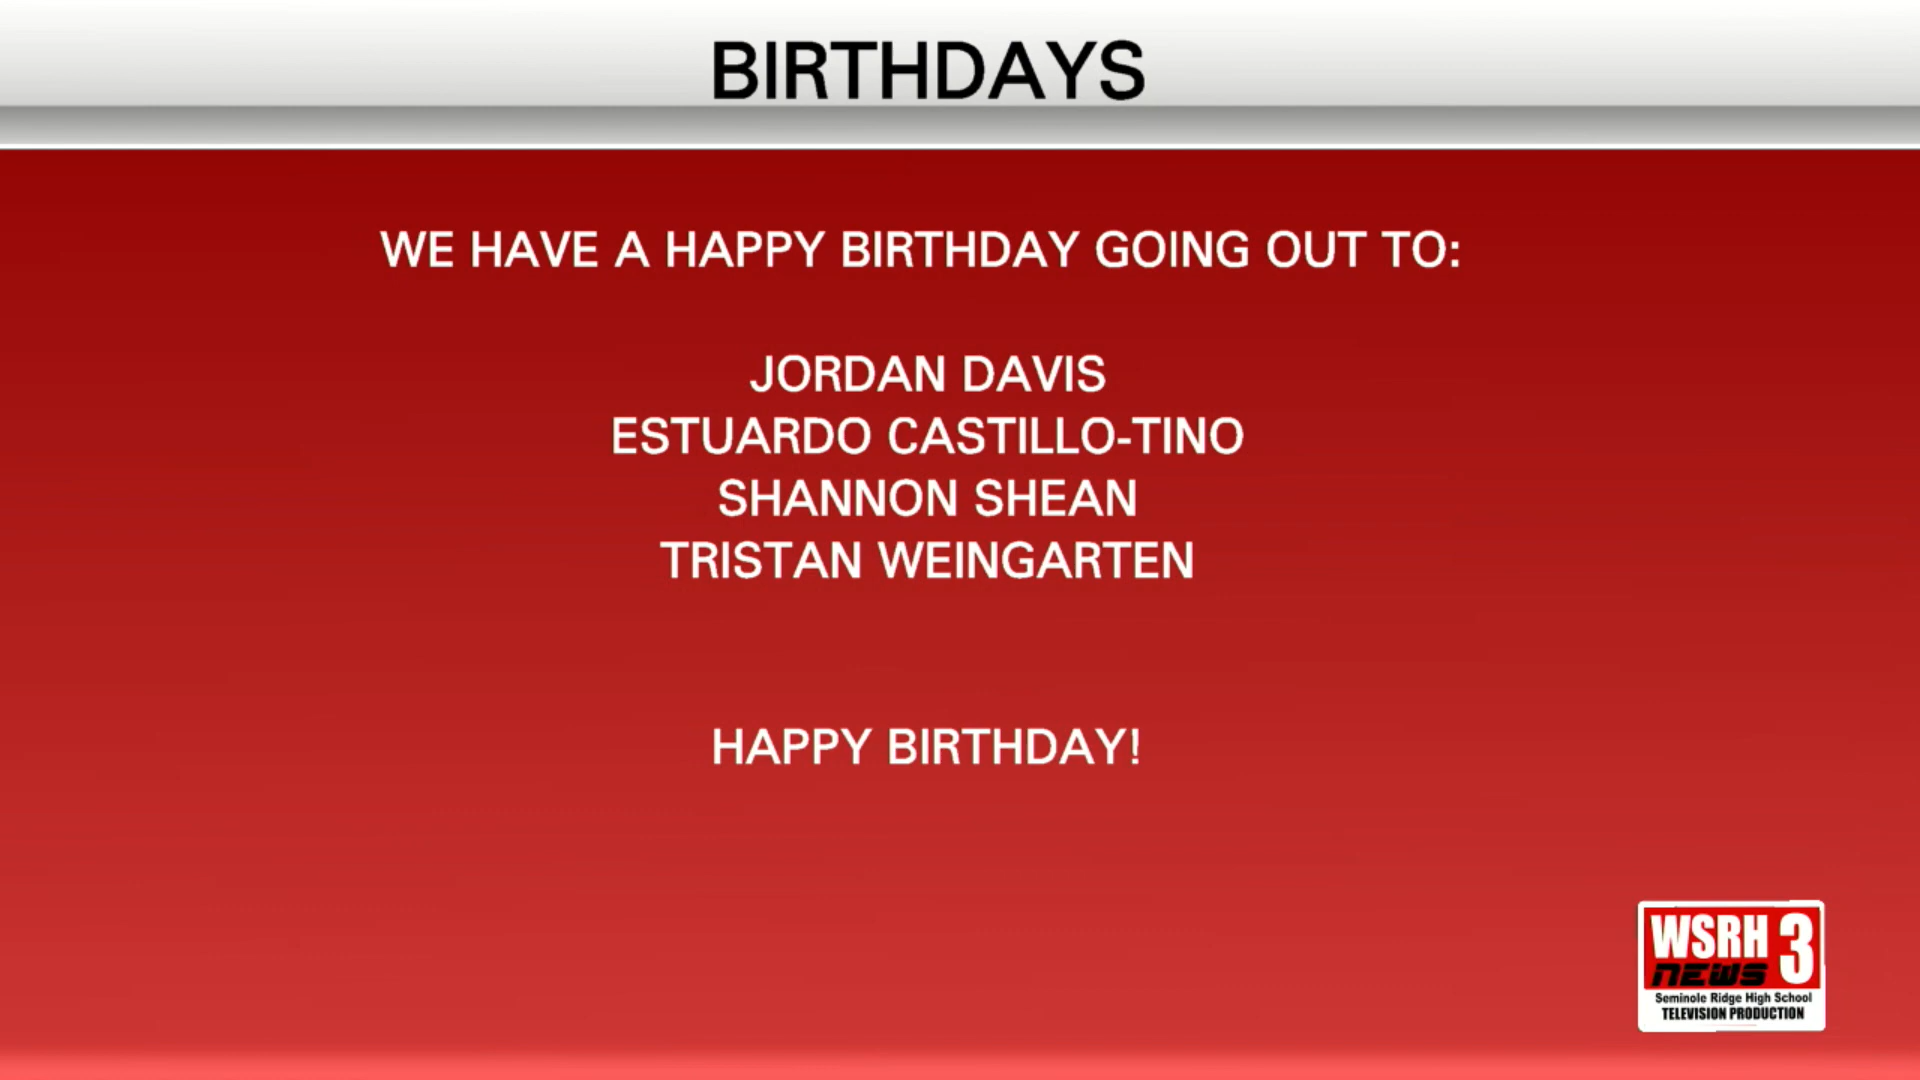 BIRTHDAYS
WE HAVE A HAPPY BIRTHDAY GOING OUT TO:
JORDAN DAVIS
ESTUARDO CASTILLO-TINO
SHANNON SHEAN
TRISTAN WEINGARTEN
HAPPY BIRTHDAY!
WSRH 3
NEWS
Seminole Ridge High School
TELEVISION PRODUCTION